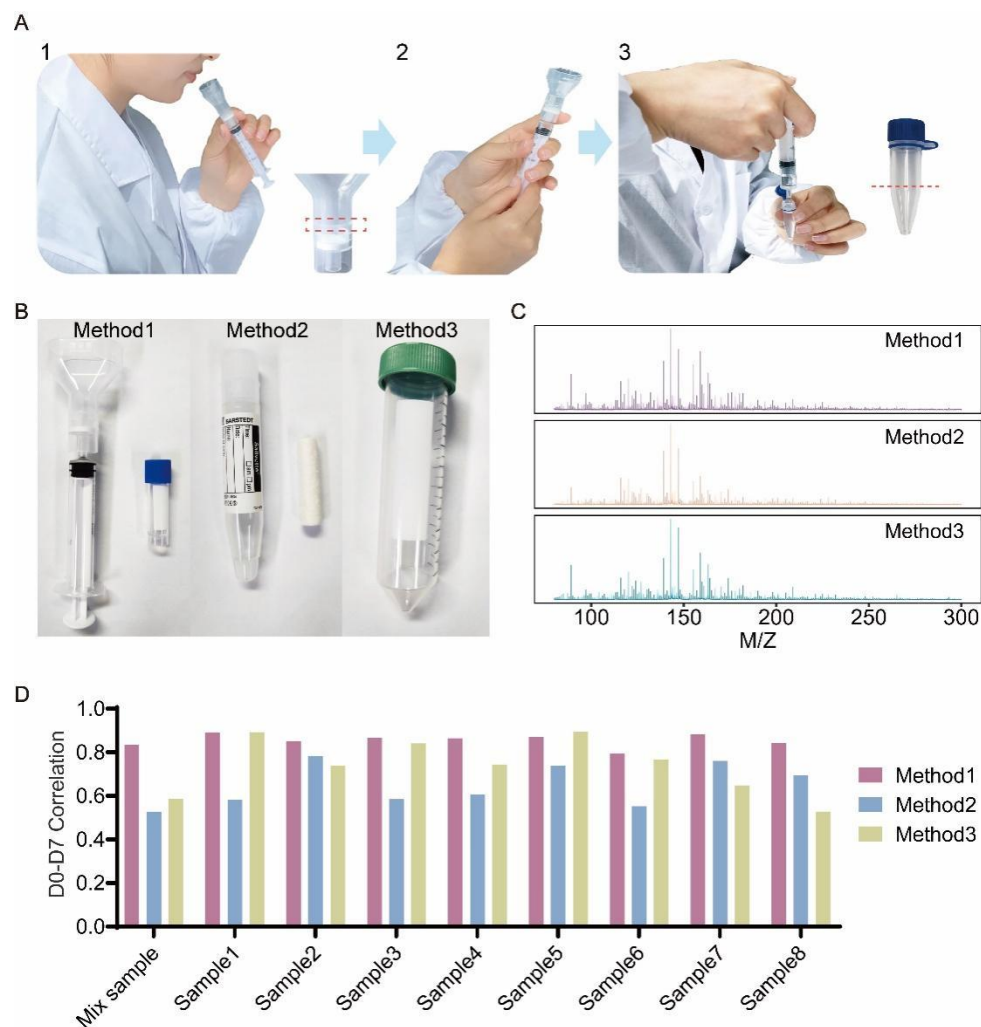 A
1
2
3
B
Method1
Method2
Method3
SARSTEDT
C
Method1
Method2
Method3
100
150
200
250
300
M/Z
D
D0-D7 Correlation
1.0
0.8
0.6
0.4
0.2
0.0
Mix sample
Sample1
Sample2
Sample3
Sample4
Sample5
Sample6
Sample7
Sample8
Method1
Method2
Method3